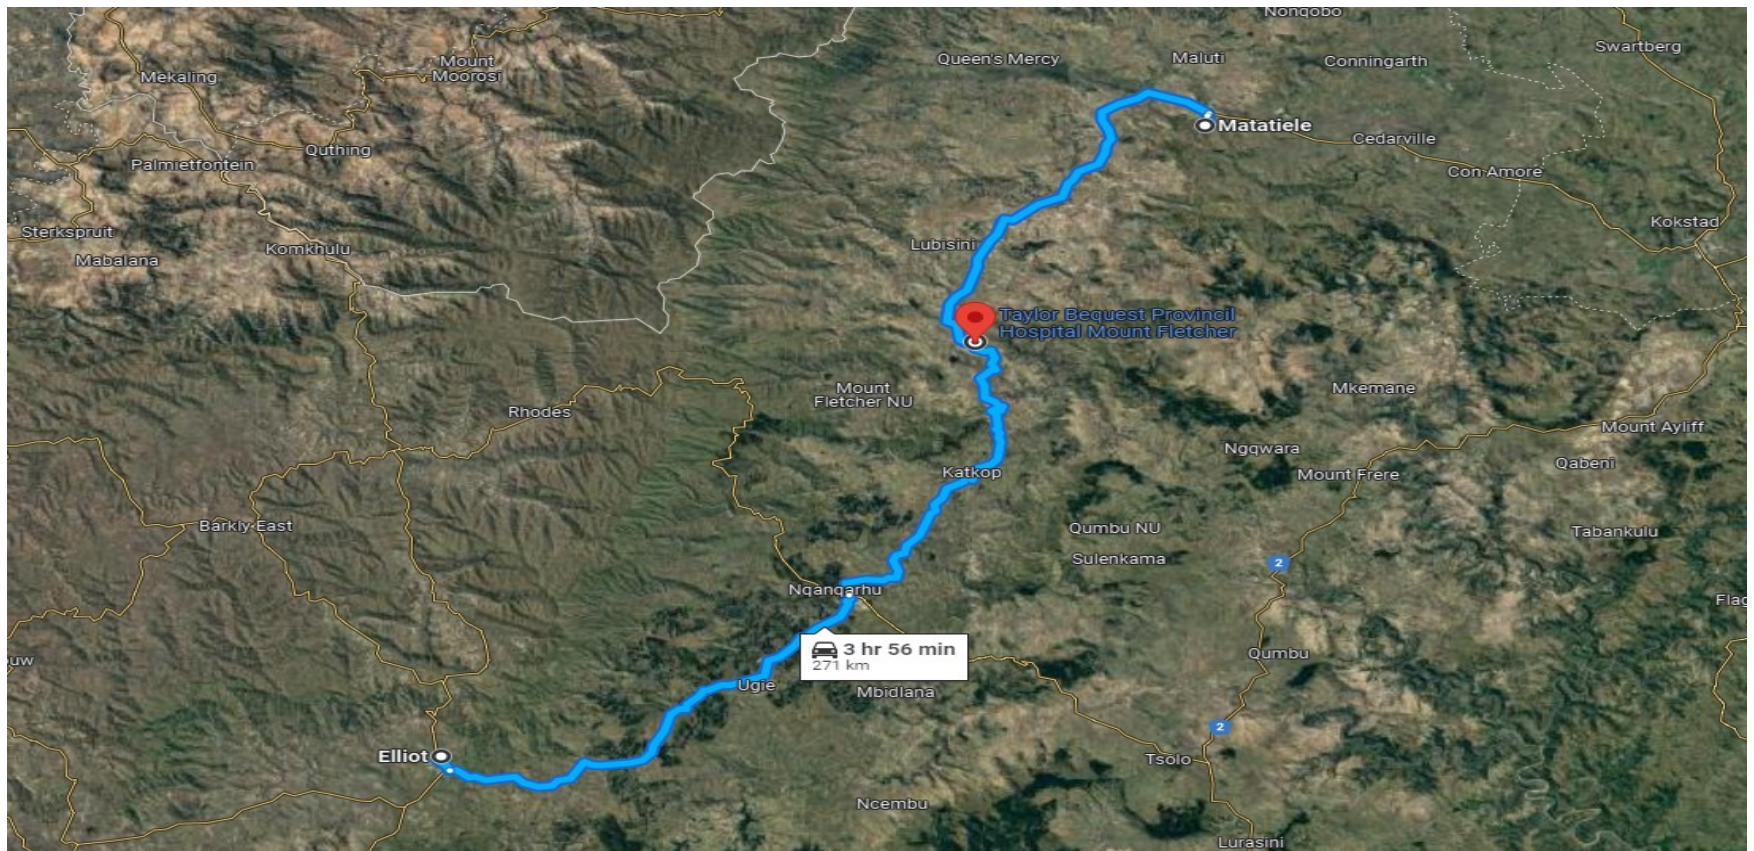 Nonqobo
Swartberg
Queen's Mercy
Maluti
Conningarth
Mount
Moorosi
Mekaling
Matatiele
Cedarville
Quthing
Palmietfontein
Con Amore
Kokstad
Sterkspruit
Lubisini
Komkhulu
Mabalana
Taylor Bequest Provincil
Hospital Mount Fletcher
Mount
Fletcher NU
Mkemane
Rhodes
Mount Ayliff
Ngqwara
Qabeni
Katkop
Mount Frere
Barkly East
Qumbu NU
Tabankulu
Sulenkama
2
Nqanqarhu
Flag
3 hr 56 min
271 km
Qumbu
ouw
Ugie
Mbidlana
2
Elliot
Tsolo
Ncembu
Lurasini